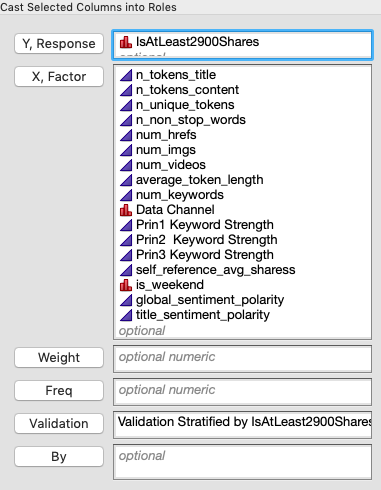 Cast Selected Columns into Roles
Y, Response
IsAtLeast2900Shares
optional
X, Factor
n_tokens_title
n_tokens_content
n_unique_tokens
n_non_stop_words
num_hrefs
num_imgs
num_videos
average_token_length
num_keywords
Data Channel
Prin1 Keyword Strength
Prin2  Keyword Strength
Prin3 Keyword Strength
self_reference_avg_sharess
is_weekend
global_sentiment_polarity
title_sentiment_polarity
optional
Weight
optional numeric
Freq
optional numeric
Validation
Validation Stratified by IsAtLeast2900Shares
By
optional